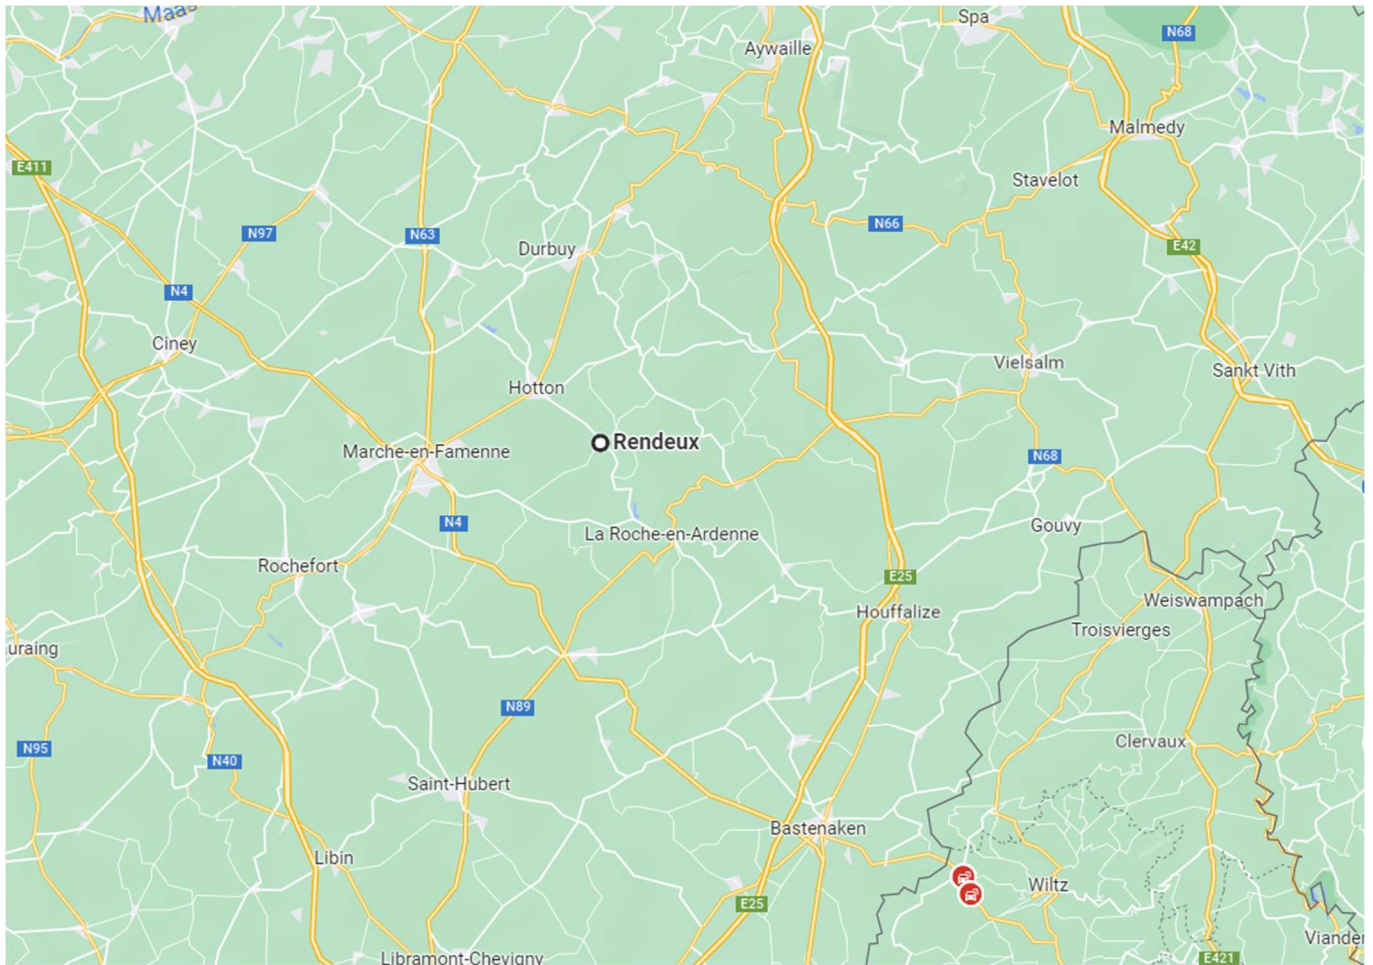 Maas
Spa
N68
Aywaille
Malmedy
E411
Stavelot
N97
N63
N66
Durbuy
E42
N4
Ciney
Vielsalm
Sankt Vith
Hotton
Rendeux
Marche-en-Famenne
N68
N4
Gouvy
La Roche-en-Ardenne
Rochefort
E25
Weiswampach
Houffalize
Troisvierges
uraing
N89
Clervaux
N95
N40
Saint-Hubert
Bastenaken
Libin
Wiltz
E25
Viander
Libramont-Chevigny
E421